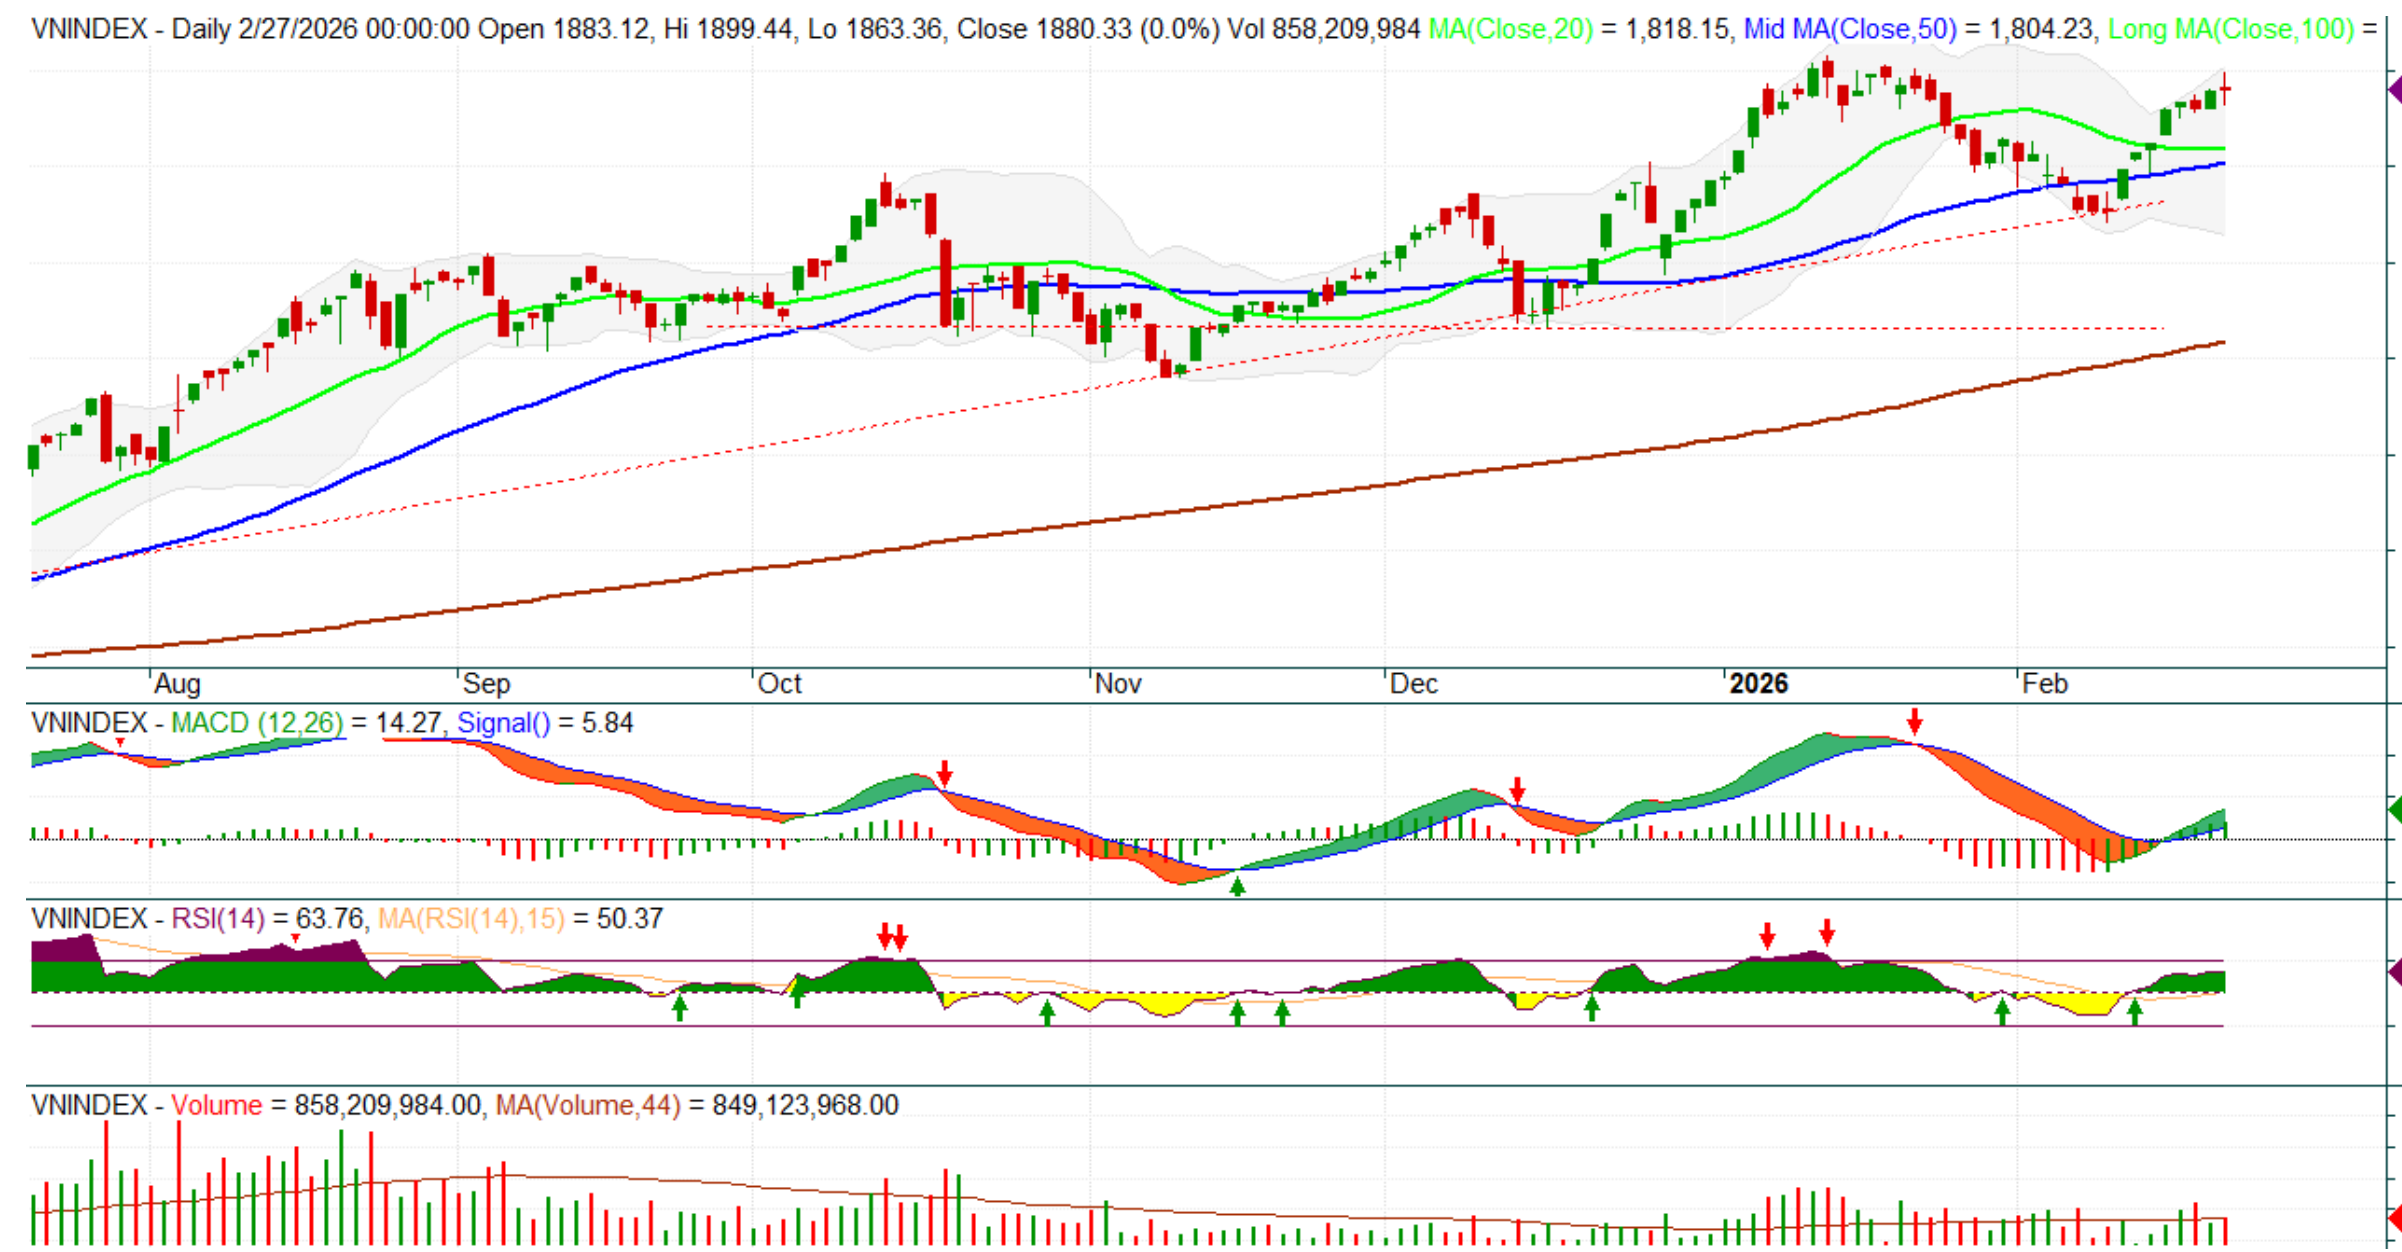 VNINDEX - Daily 2/27/2026 00:00:00 Open 1883.12, Hi 1899.44, Lo 1863.36, Close 1880.33 (0.0%) Vol 858,209,984 MA(Close,20) = 1,818.15, Mid MA(Close,50) = 1,804.23, Long MA(Close,100) =
Aug Sep Oct Nov Dec 2026 Feb
VNINDEX - MACD (12,26) = 14.27, Signal() = 5.84
VNINDEX - RSI(14) = 63.76, MA(RSI(14),15) = 50.37
VNINDEX - Volume = 858,209,984.00, MA(Volume,44) = 849,123,968.00